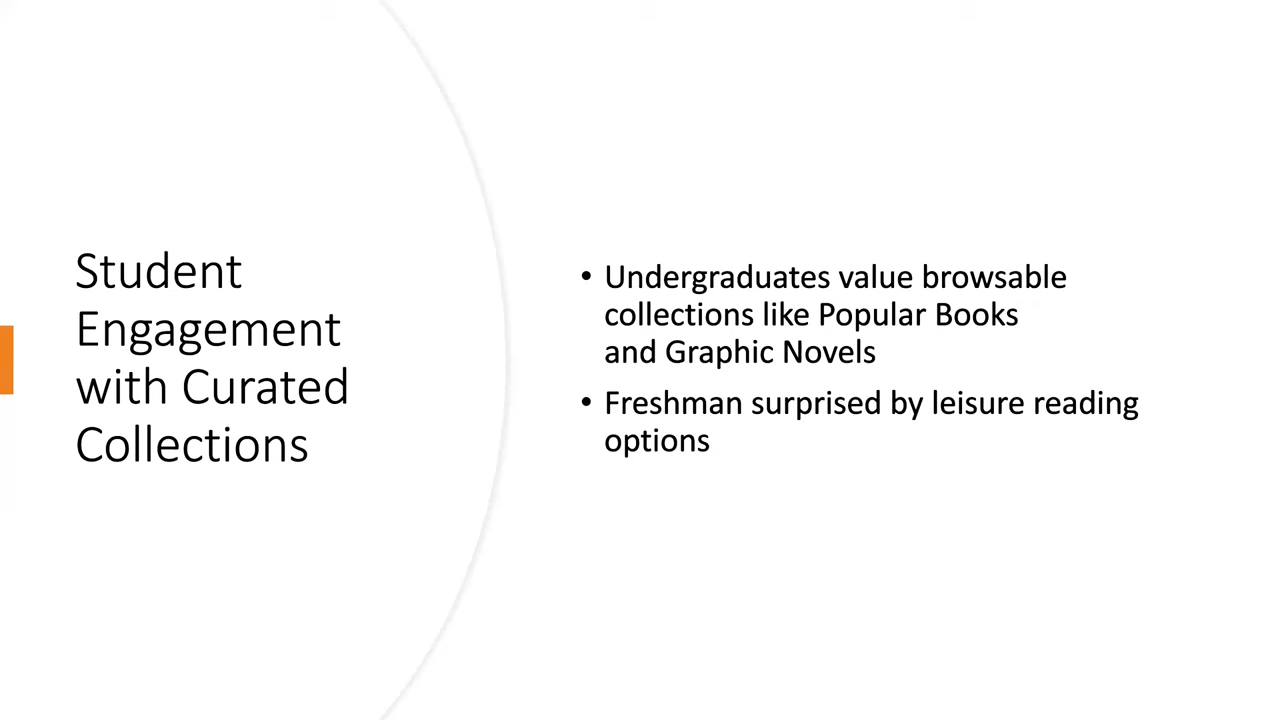 Student
Engagement
with Curated
Collections
• Undergraduates value browsable
collections like Popular Books
and Graphic Novels
• Freshman surprised by leisure reading
options